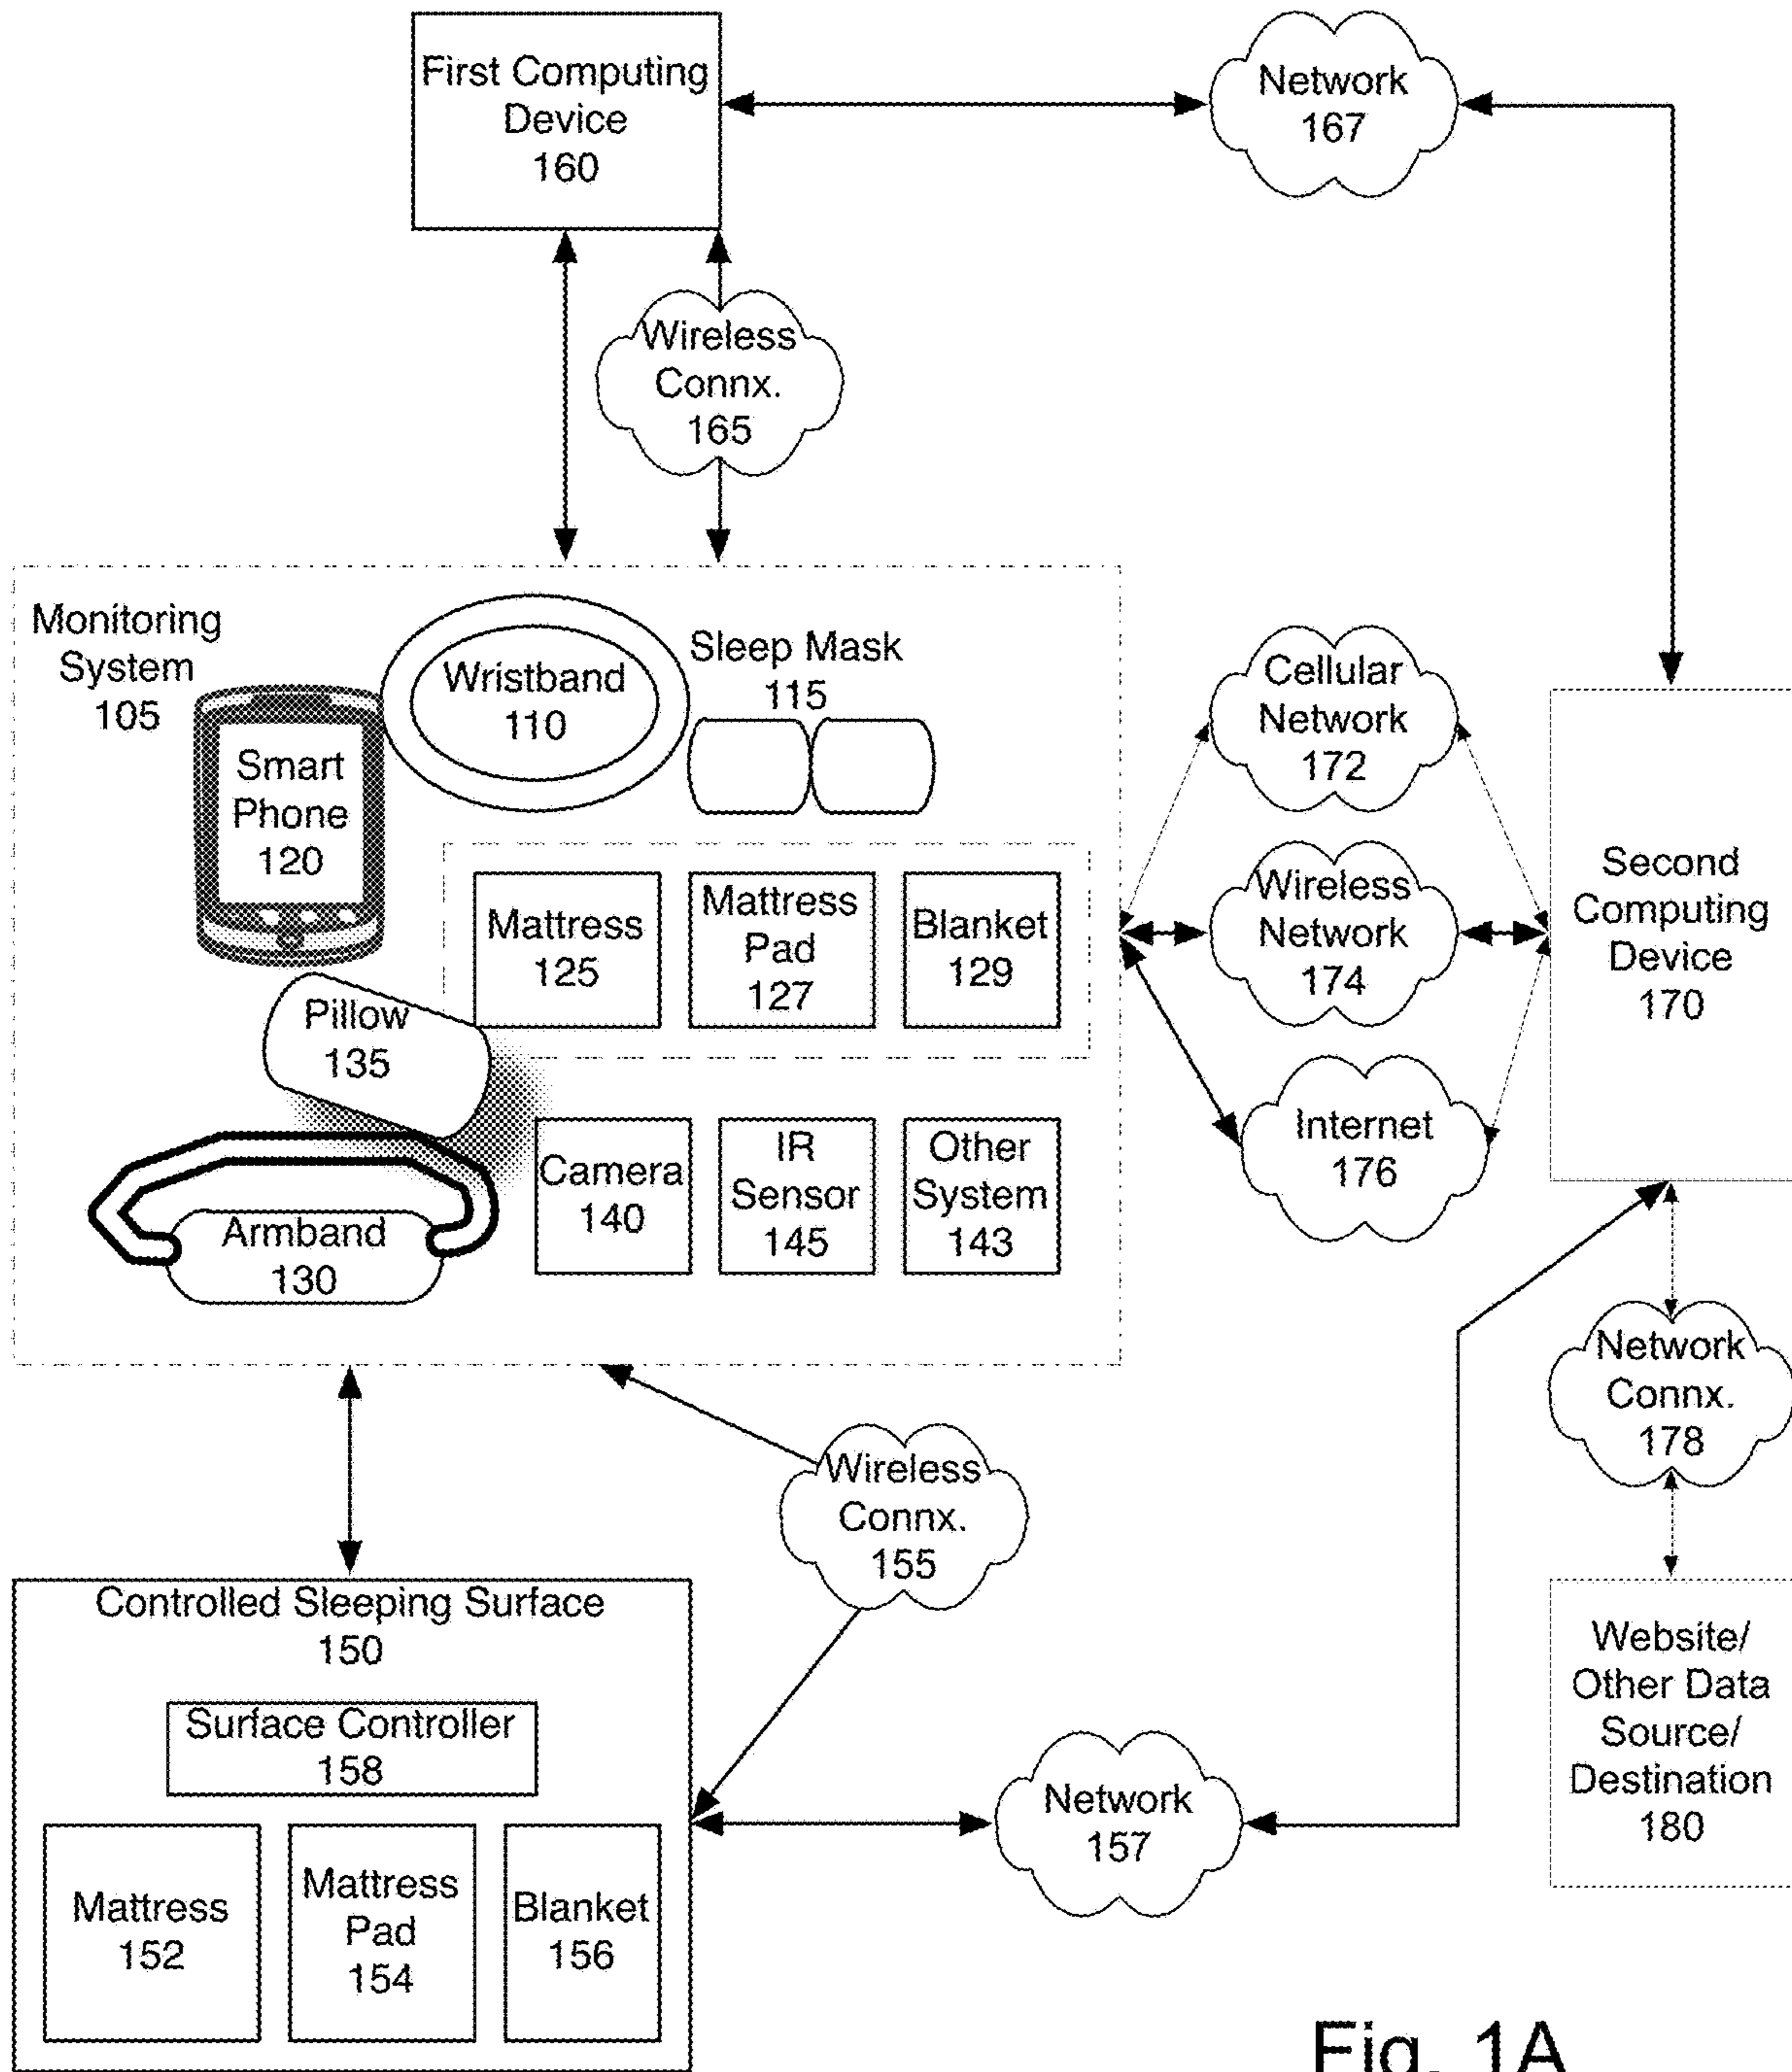 First Computing
Device
160
Network
167
Wireless
Connx.
165
Monitoring
System
105
Wristband
110
Sleep Mask
115
Smart
Phone
120
Mattress
125
Mattress
Pad
127
Blanket
129
Pillow
135
Armband
130
Camera
140
IR
Sensor
145
Other
System
143
Cellular
Network
172
Wireless
Network
174
Internet
176
Second
Computing
Device
170
Network
Connx.
178
Wireless
Connx.
155
Controlled Sleeping Surface
150
Surface Controller
158
Mattress
152
Mattress
Pad
154
Blanket
156
Network
157
Website/
Other Data
Source/
Destination
180
Fig. 1A